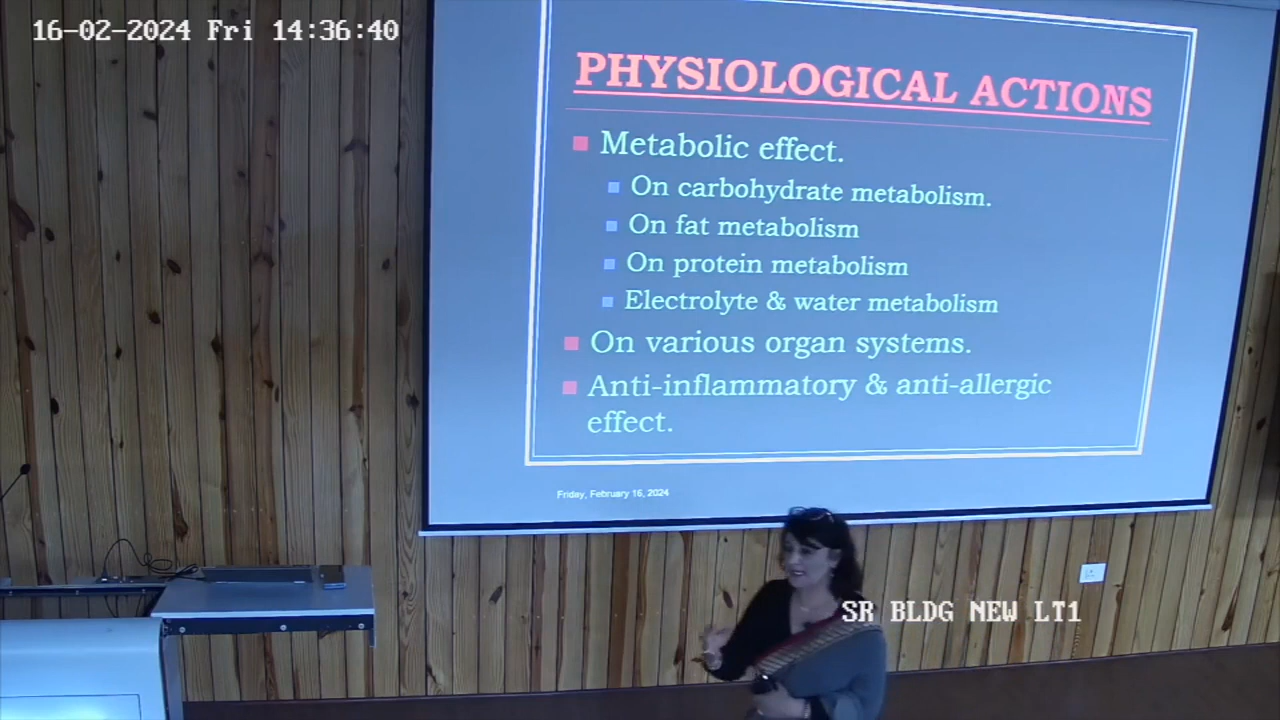 16-02-2024 Fri 14:36:40
PHYSIOLOGICAL ACTIONS
Metabolic effect.
On carbohydrate metabolism.
On fat metabolism
On protein metabolism
Electrolyte & water metabolism
On various organ systems.
Anti-inflammatory & anti-allergic
effect.
Friday, February 16, 2024
SR BLDG NEW LT1